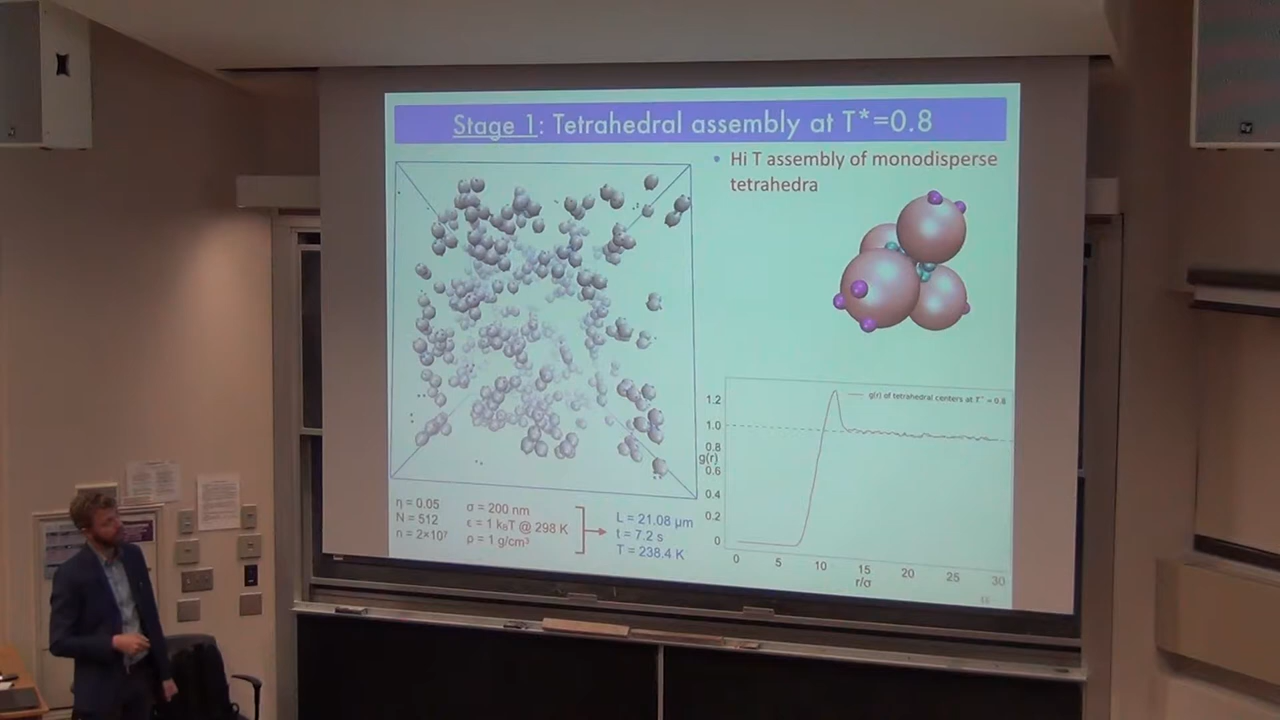 Stage 1: Tetrahedral assembly at T*=0.8
• Hi T assembly of monodisperse
tetrahedra
g(r) of tetrahedral centers at T* = 0.8
1.2
1.0
0.8
g(r)
0.6
0.4
0.2
0
0 5 10 15 20 25 30
r/σ
η = 0.05
N = 512
n = 2×10⁷
σ = 200 nm
ε = 1 kBT @ 298 K
ρ = 1 g/cm³
L = 21.08 μm
t = 7.2 s
T = 238.4 K